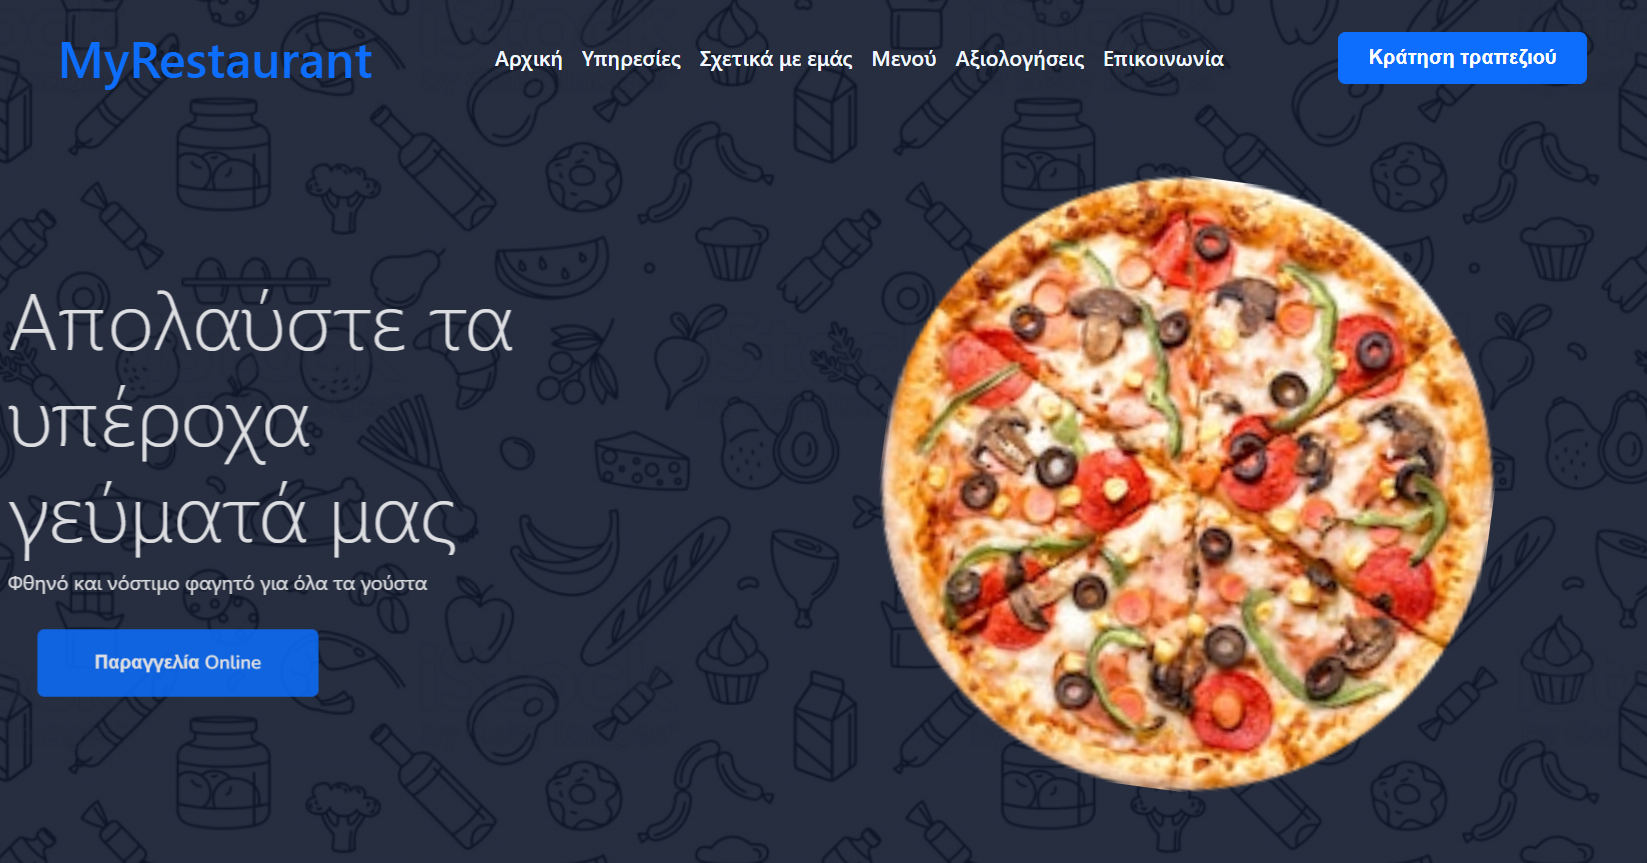 MyRestaurant
Αρχική Υπηρεσίες Σχετικά με εμάς Μενού Αξιολογήσεις Επικοινωνία
Κράτηση τραπεζιού
Απολαύστε τα
υπέροχα
γεύματά μας
Φθηνό και νόστιμο φαγητό για όλα τα γούστα
Παραγγελία Online